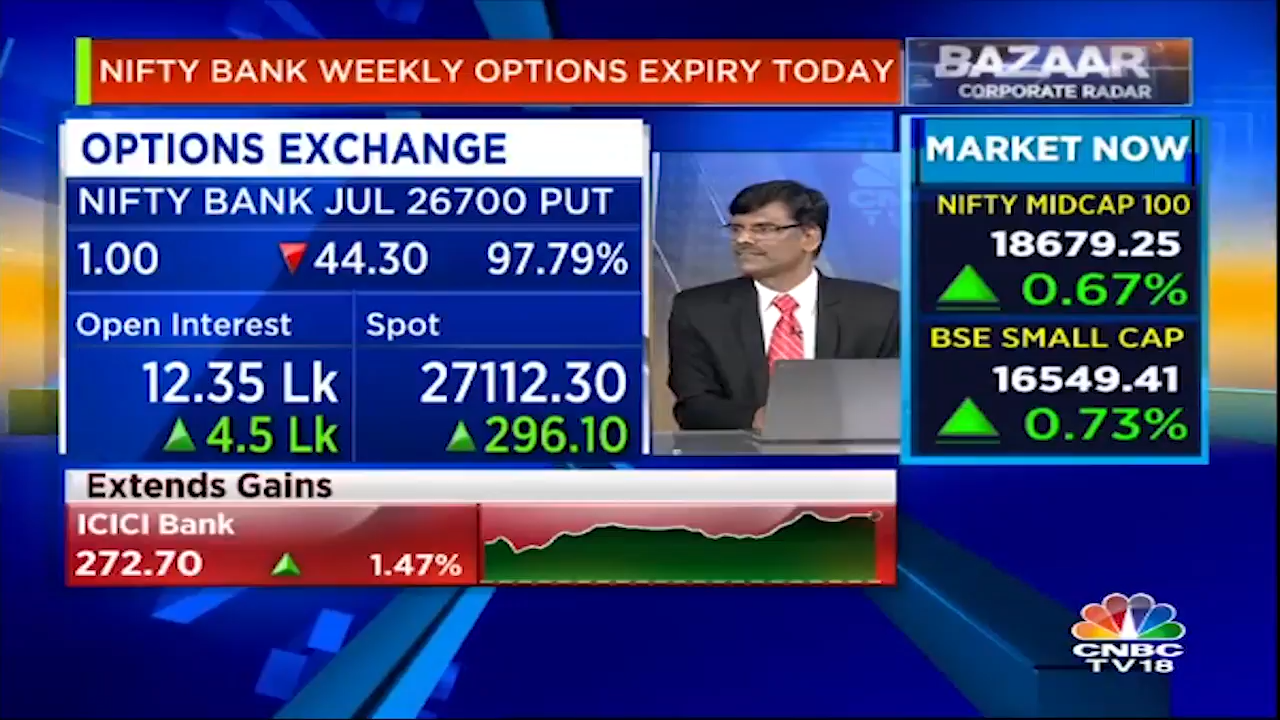 NIFTY BANK WEEKLY OPTIONS EXPIRY TODAY
BAZAAR
CORPORATE RADAR
OPTIONS EXCHANGE
NIFTY BANK JUL 26700 PUT
1.00 44.30 97.79%
Open Interest Spot
12.35 Lk 27112.30
4.5 Lk 296.10
MARKET NOW
NIFTY MIDCAP 100
18679.25
0.67%
BSE SMALL CAP
16549.41
0.73%
Extends Gains
ICICI Bank
272.70 1.47%
CNBC
TV18